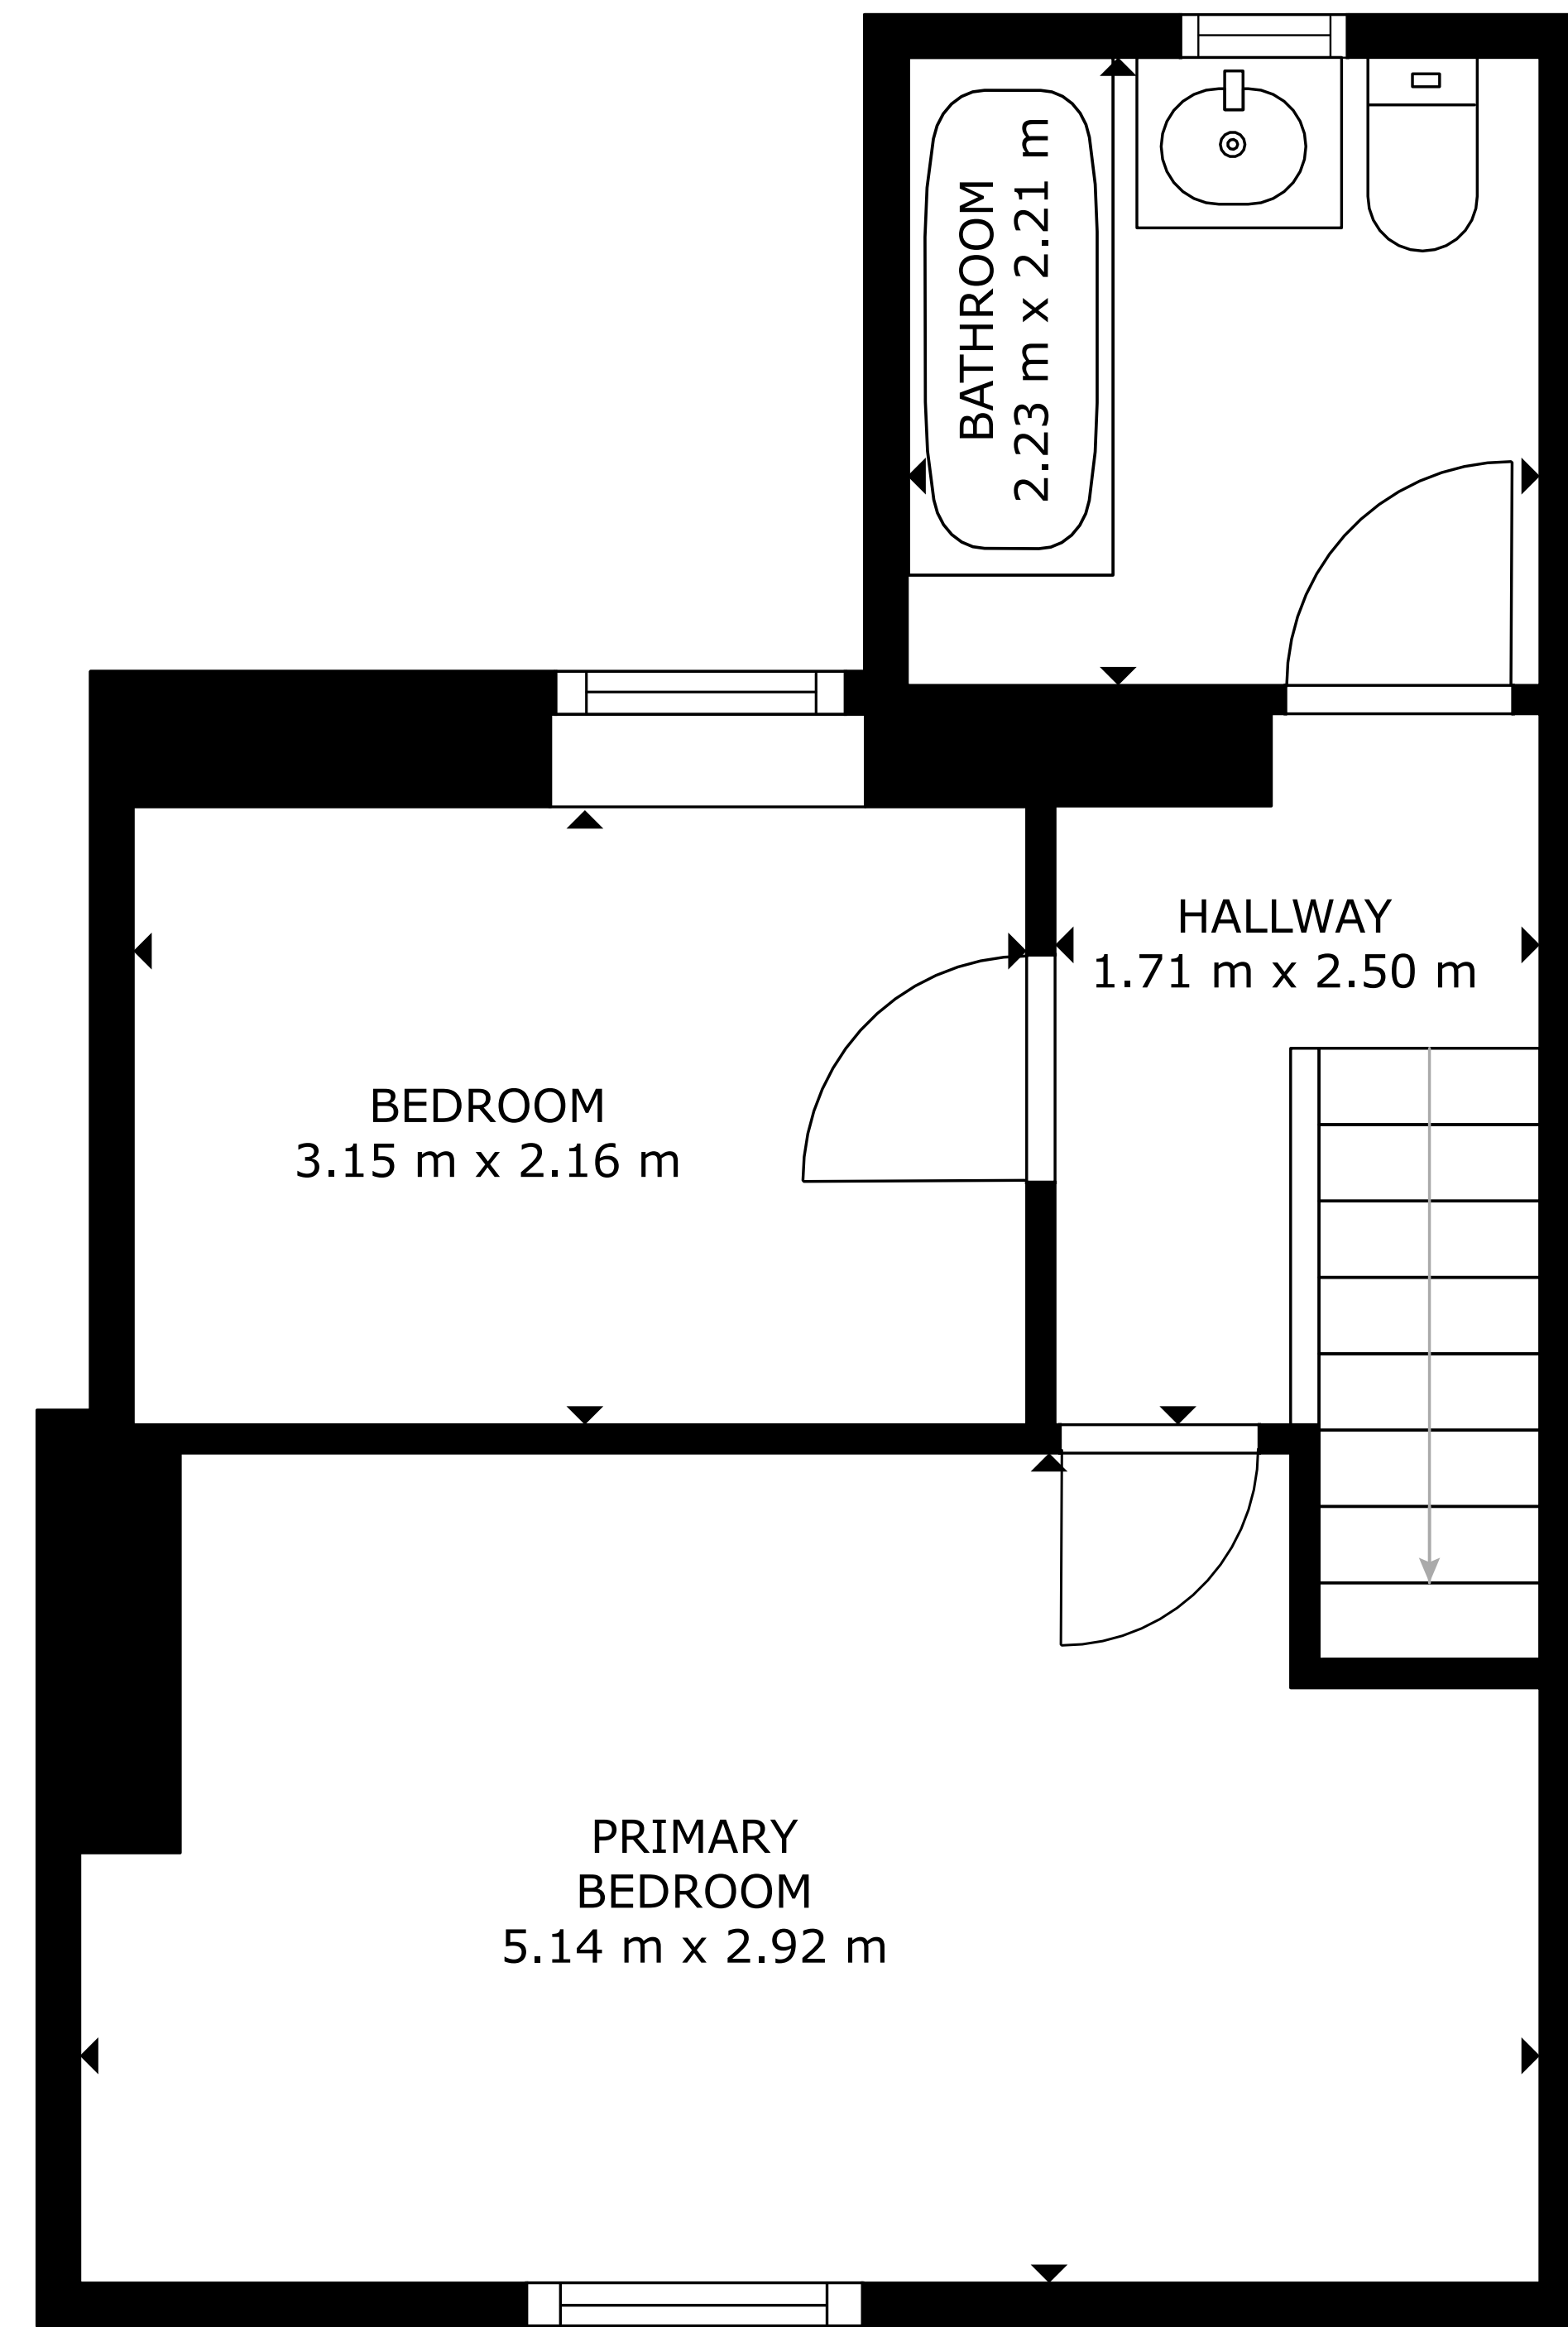 BATHROOM
2.23 m x 2.21 m
HALLWAY
1.71 m x 2.50 m
BEDROOM
3.15 m x 2.16 m
PRIMARY
BEDROOM
5.14 m x 2.92 m